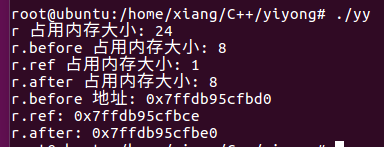 root@ubuntu:/home/xiang/C++/yiyong# ./yy
r 占用内存大小: 24
r.before 占用内存大小: 8
r.ref 占用内存大小: 1
r.after 占用内存大小: 8
r.before 地址: 0x7ffdb95cfbd0
r.ref: 0x7ffdb95cfbce
r.after: 0x7ffdb95cfbe0